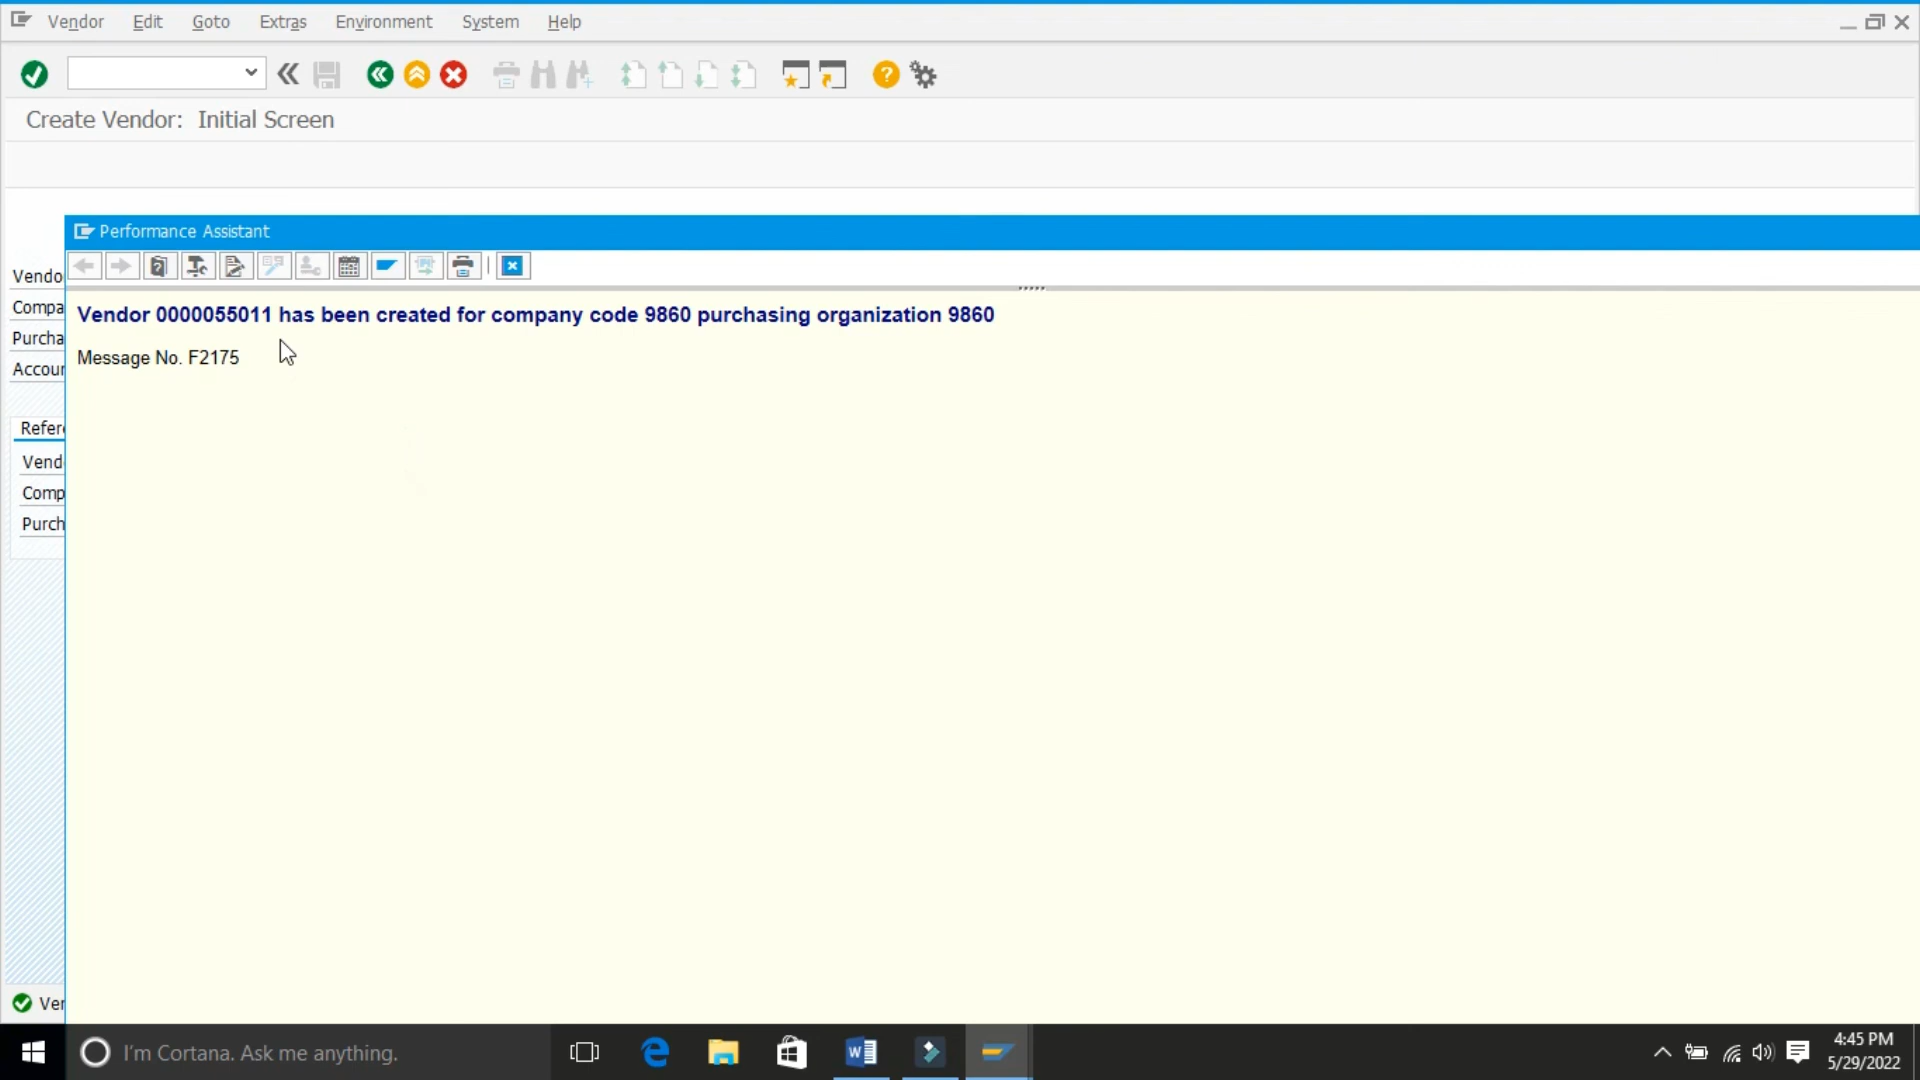 Vendor Edit Goto Extras Environment System Help
Create Vendor: Initial Screen
Performance Assistant
Vendo
Compa
Purcha
Accour
Vendor 0000055011 has been created for company code 9860 purchasing organization 9860
Message No. F2175
Refere
Vend
Comp
Purch
Ver
I'm Cortana. Ask me anything.
4:45 PM
5/29/2022